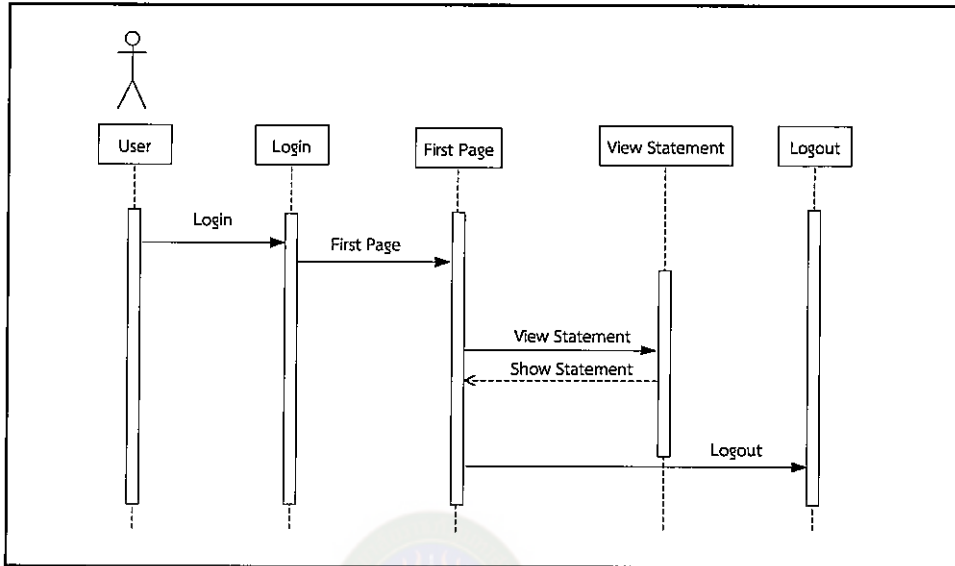 User
Login
First Page
View Statement
Logout
Login
First Page
View Statement
Show Statement
Logout